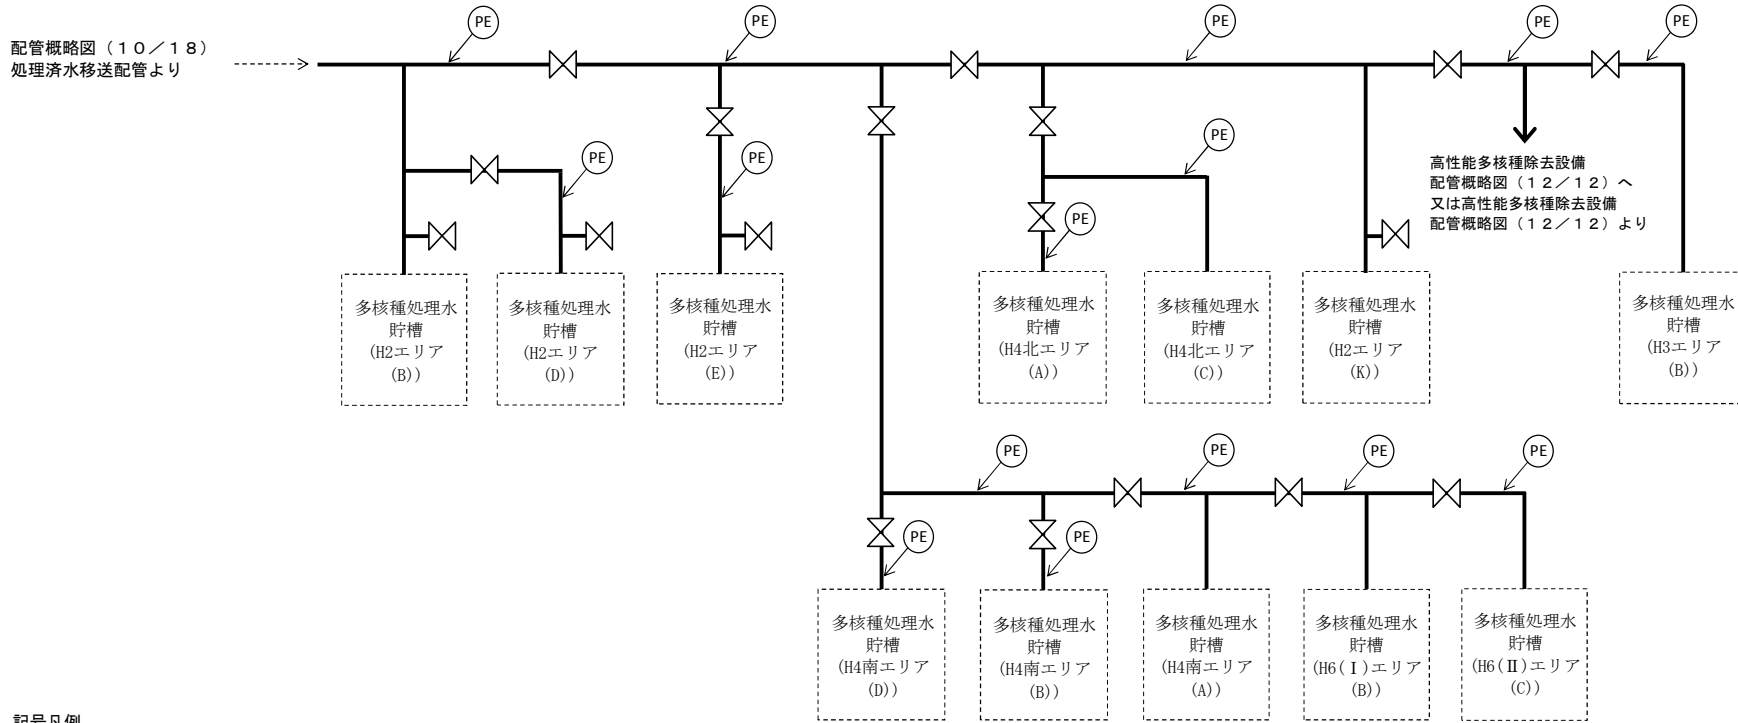 配管概略図（１０／１８）
処理済水移送配管より
PE
PE
PE
PE
PE
PE
PE
PE
PE
PE
高性能多核種除去設備
配管概略図（１２／１２）へ
又は高性能多核種除去設備
配管概略図（１２／１２）より
多核種処理水
貯槽
(H2エリア
(B))
多核種処理水
貯槽
(H2エリア
(D))
多核種処理水
貯槽
(H2エリア
(E))
多核種処理水
貯槽
(H4北エリア
(A))
多核種処理水
貯槽
(H4北エリア
(C))
多核種処理水
貯槽
(H2エリア
(K))
多核種処理水
貯槽
(H3エリア
(B))
PE
PE
PE
PE
PE
PE
多核種処理水
貯槽
(H4南エリア
(D))
多核種処理水
貯槽
(H4南エリア
(B))
多核種処理水
貯槽
(H4南エリア
(A))
多核種処理水
貯槽
(H6(Ⅰ)エリア
(B))
多核種処理水
貯槽
(H6(Ⅱ)エリア
(C))
記号凡例